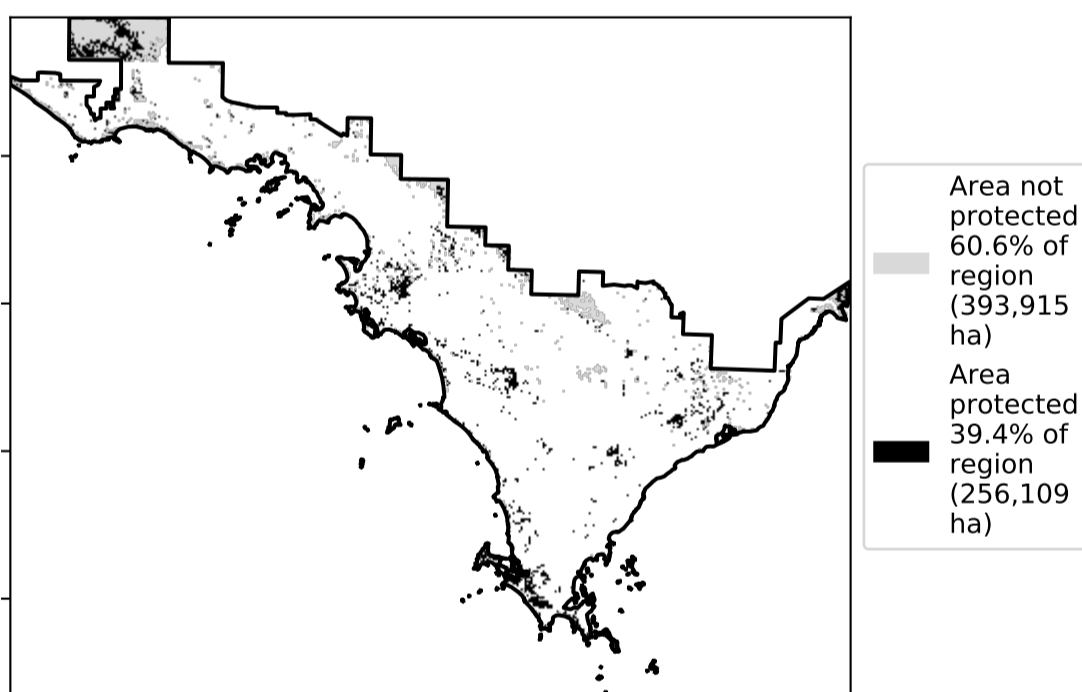 Area not
protected
60.6% of
region
(393,915
ha)
Area
protected
39.4% of
region
(256,109
ha)